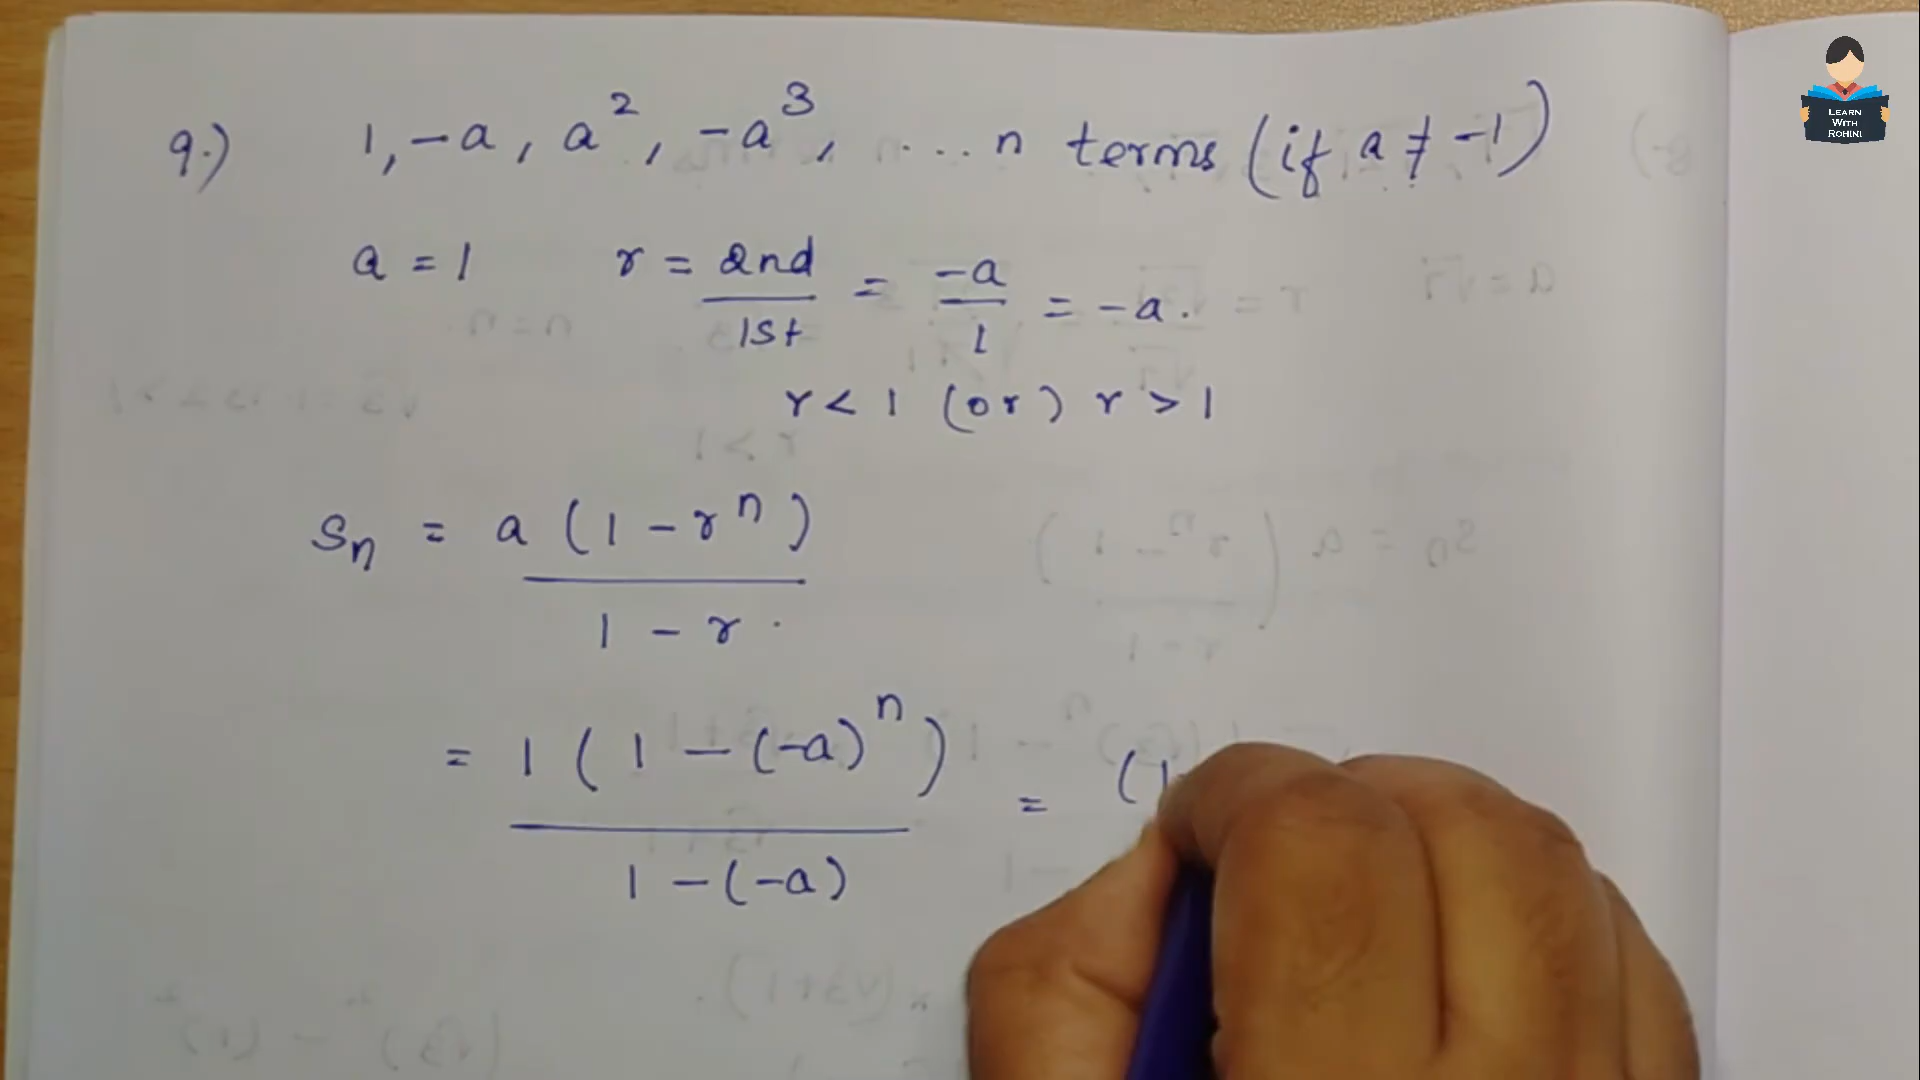 9.) 1, -a, a², -a³, ....n terms (if a ≠ -1)
a = 1 r = 2nd/1st = -a/1 = -a.
r < 1 (or) r > 1
Sn = a(1 - rⁿ)/1 - r.
= 1(1 - (-a)ⁿ)/1 - (-a) = (1
LEARN
WITH
ROHINI